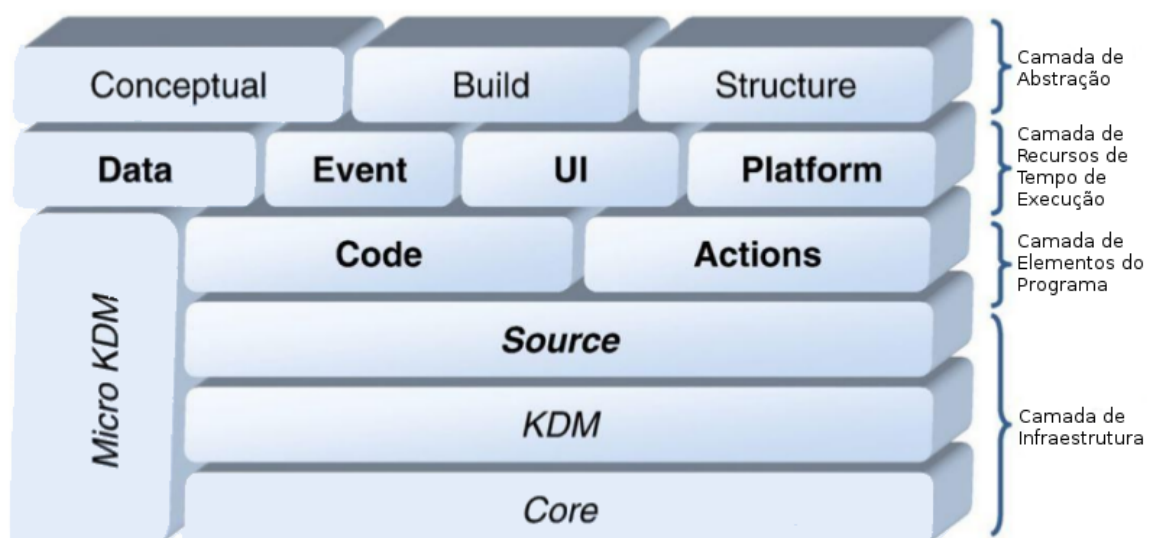 Conceptual
Build
Structure
Camada de
Abstração
Data
Event
UI
Platform
Camada de
Recursos de
Tempo de
Execução
Micro KDM
Code
Actions
Camada de
Elementos do
Programa
Source
KDM
Core
Camada de
Infraestrutura